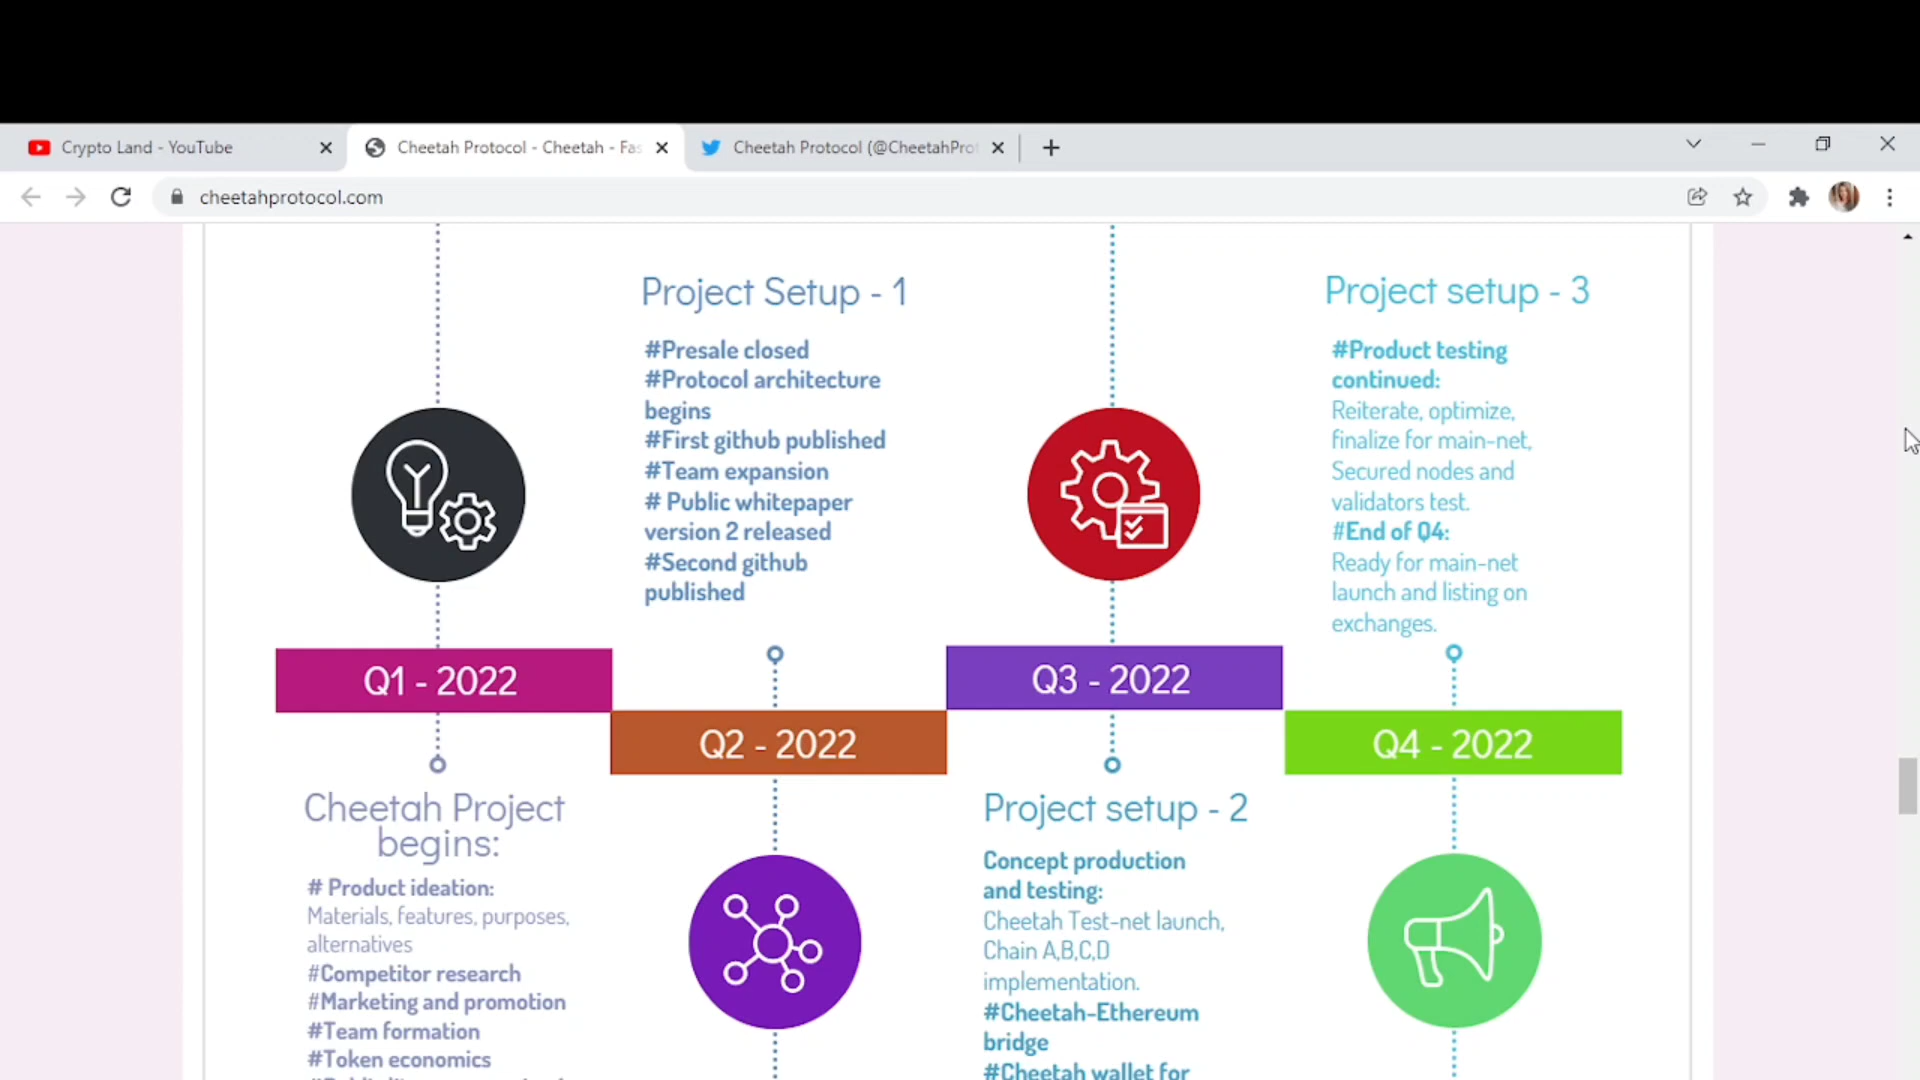 Crypto Land - YouTube
Cheetah Protocol - Cheetah - Fas
Cheetah Protocol (@CheetahPro
cheetahprotocol.com
Project Setup - 1
#Presale closed
#Protocol architecture
begins
#First github published
#Team expansion
# Public whitepaper
version 2 released
#Second github
published
Project setup - 3
#Product testing
continued:
Reiterate, optimize,
finalize for main-net,
Secured nodes and
validators test.
#End of Q4:
Ready for main-net
launch and listing on
exchanges.
Q1 - 2022
Q2 - 2022
Q3 - 2022
Q4 - 2022
Cheetah Project
begins:
# Product ideation:
Materials, features, purposes,
alternatives
#Competitor research
#Marketing and promotion
#Team formation
#Token economics
Project setup - 2
Concept production
and testing:
Cheetah Test-net launch,
Chain A,B,C,D
implementation.
#Cheetah-Ethereum
bridge
#Cheetah wallet for